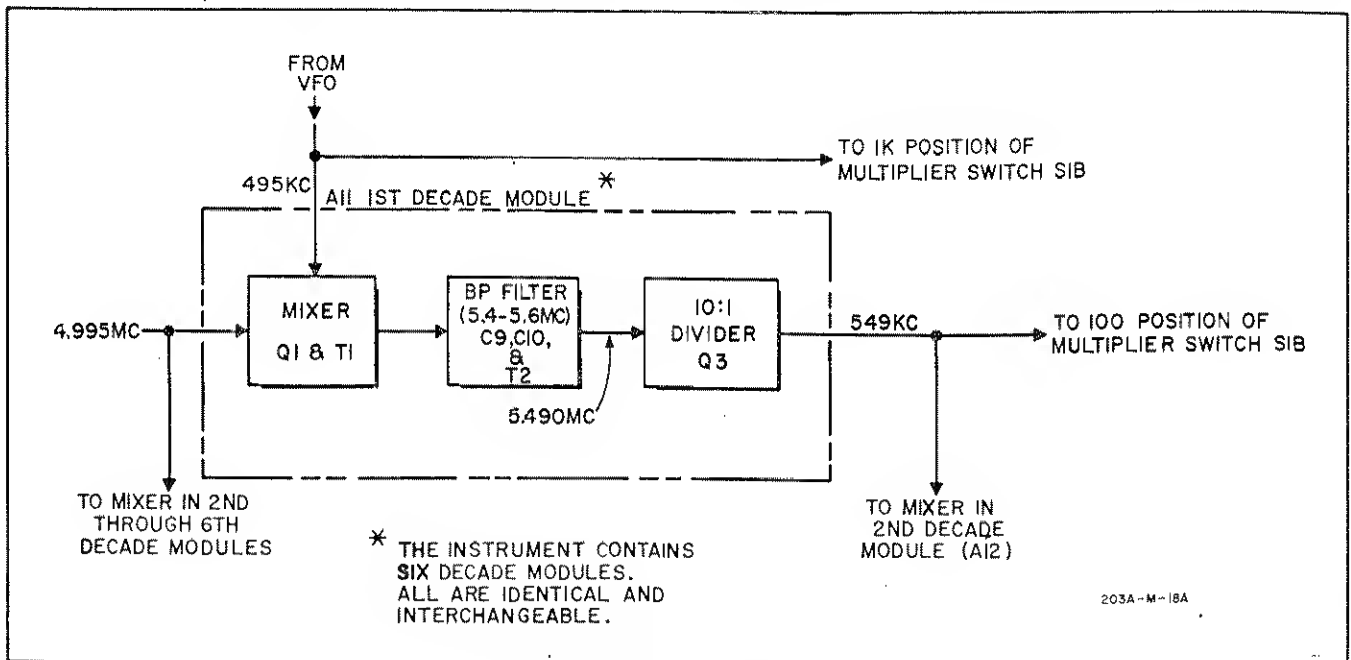 FROM
VFO
TO 1K POSITION OF
MULTIPLIER SWITCH S1B
495KC
A11 1ST DECADE MODULE *
4.995MC
MIXER
Q1 & T1
BP FILTER
(5.4-5.6MC)
C9,C10,
&
T2
10:1
DIVIDER
Q3
549KC
TO 100 POSITION OF
MULTIPLIER SWITCH S1B
5.490MC
TO MIXER IN 2ND
THROUGH 6TH
DECADE MODULES
TO MIXER IN
2ND DECADE
MODULE (A12)
* THE INSTRUMENT CONTAINS
SIX DECADE MODULES.
ALL ARE IDENTICAL AND
INTERCHANGEABLE.
203A-M-18A